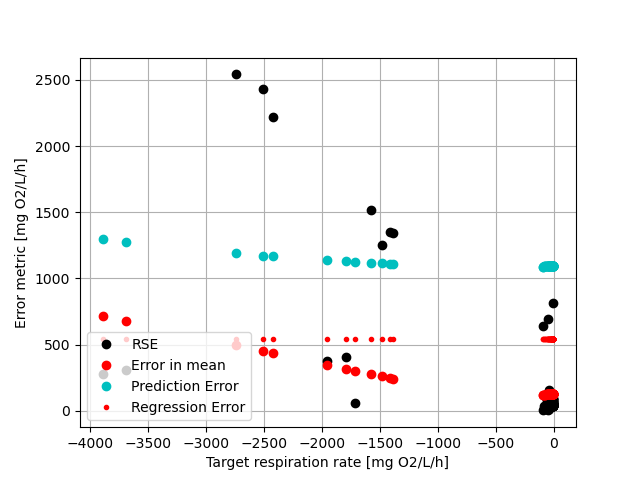 2500
2000
1500
1000
500
0
Error metric [mg O2/L/h]
RSE
Error in mean
Prediction Error
Regression Error
−4000 −3500 −3000 −2500 −2000 −1500 −1000 −500 0
Target respiration rate [mg O2/L/h]